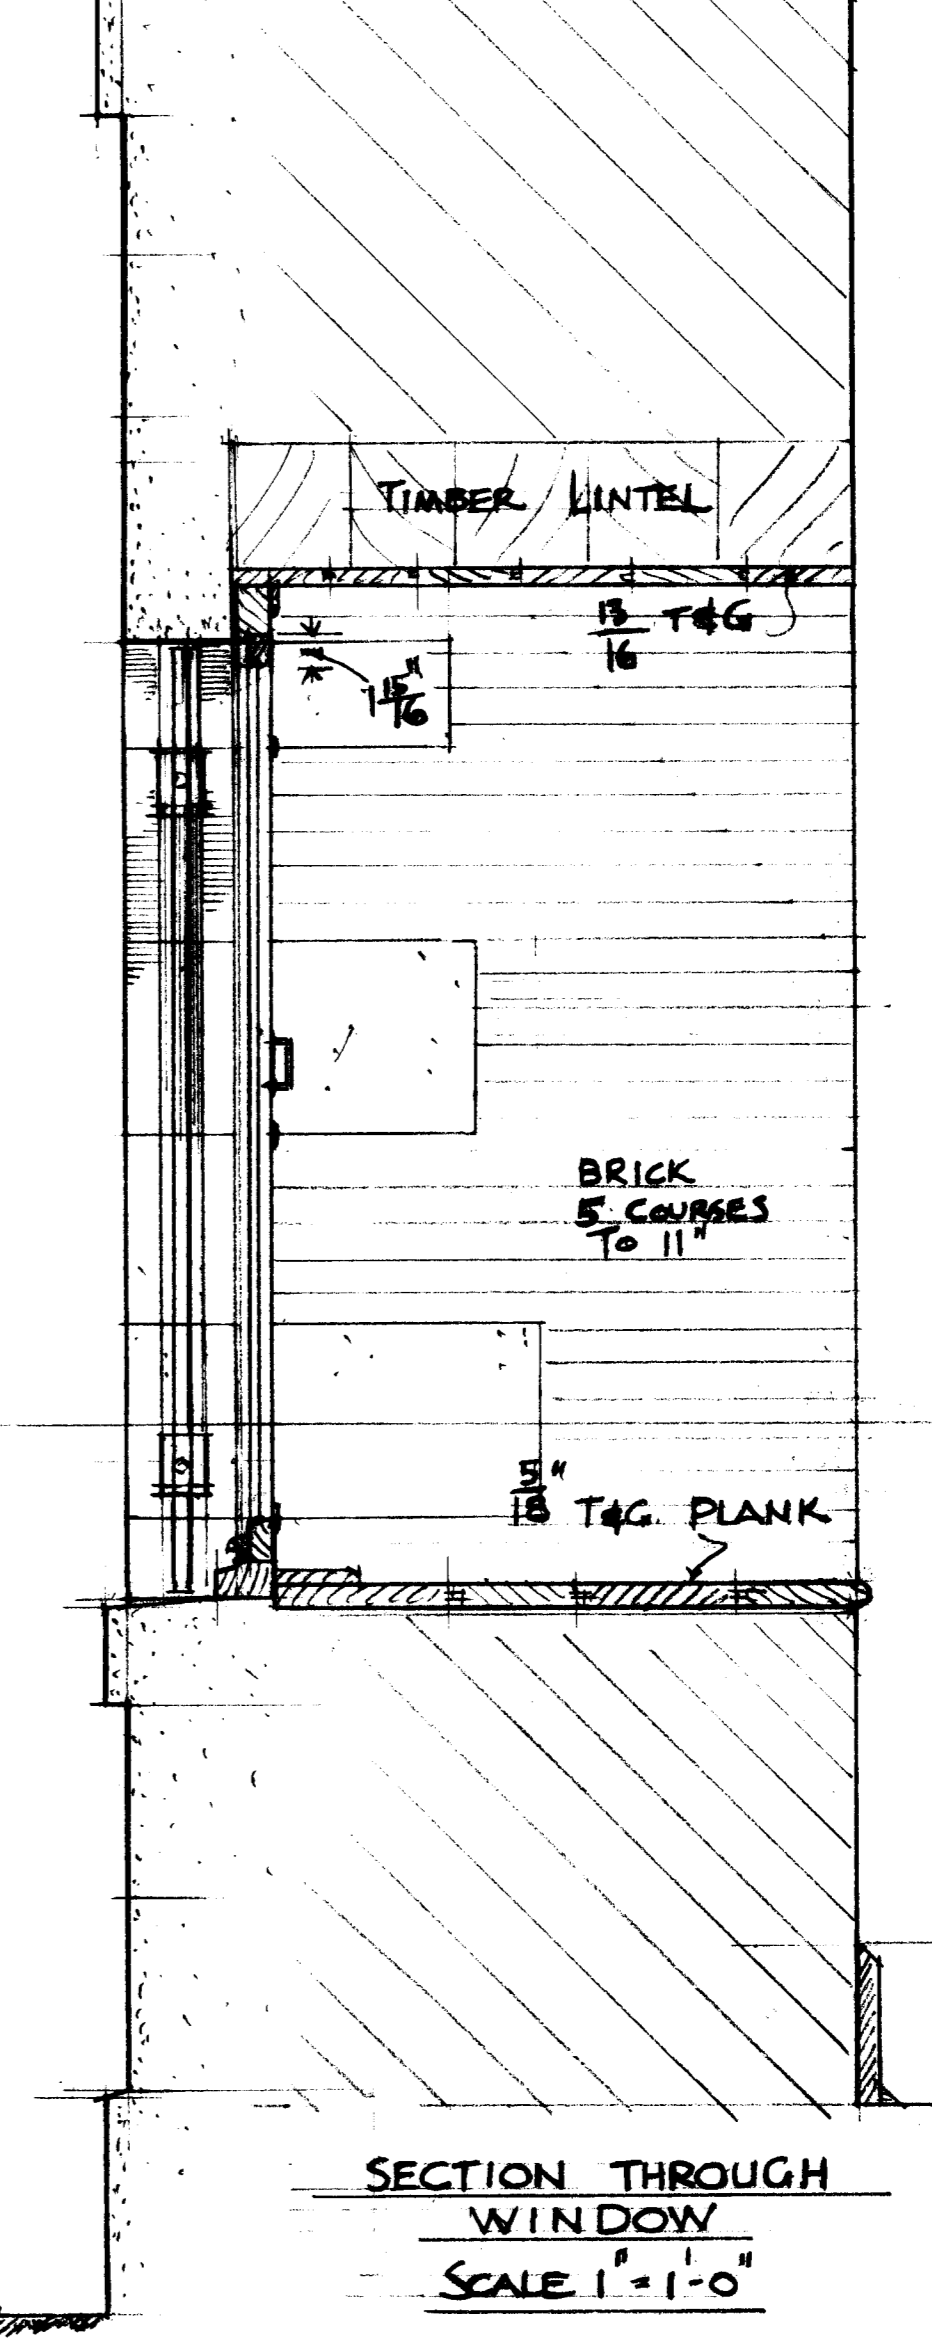 TIMBER LINTEL
13/16 T&G
1 15/16"
BRICK
5 COURSES
TO 11"
5/18" T&G. PLANK
SECTION THROUGH
WINDOW
SCALE 1" = 1'-0"